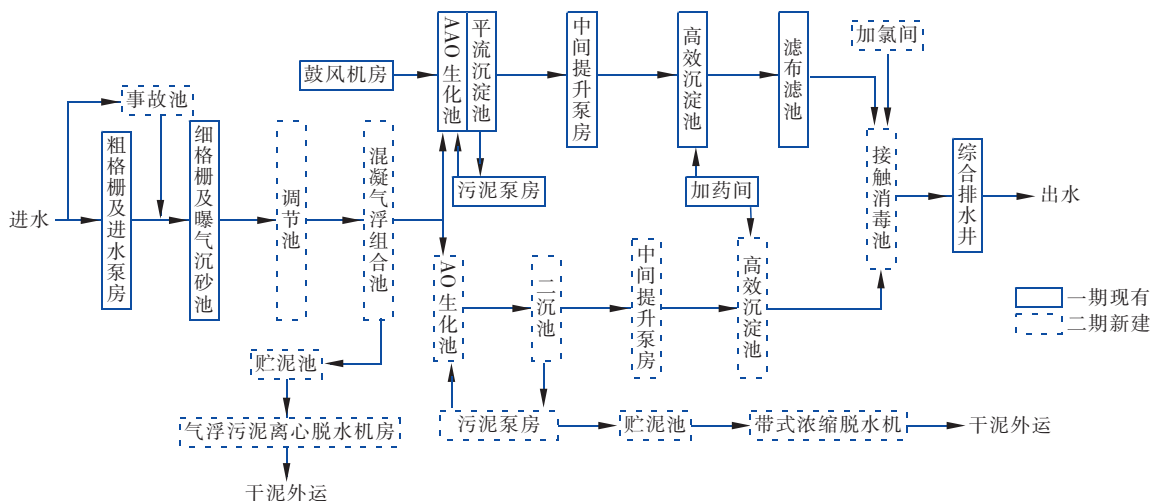 进水
事故池
粗格栅及进水泵房
细格栅及曝气沉砂池
调节池
混凝气浮组合池
鼓风机房
AAO生化池
平流沉淀池
污泥泵房
中间提升泵房
高效沉淀池
滤布滤池
加氯间
加药间
接触消毒池
综合排水井
出水
AO生化池
二沉池
中间提升泵房
高效沉淀池
一期现有
二期新建
贮泥池
气浮污泥离心脱水机房
干泥外运
污泥泵房
贮泥池
带式浓缩脱水机
干泥外运